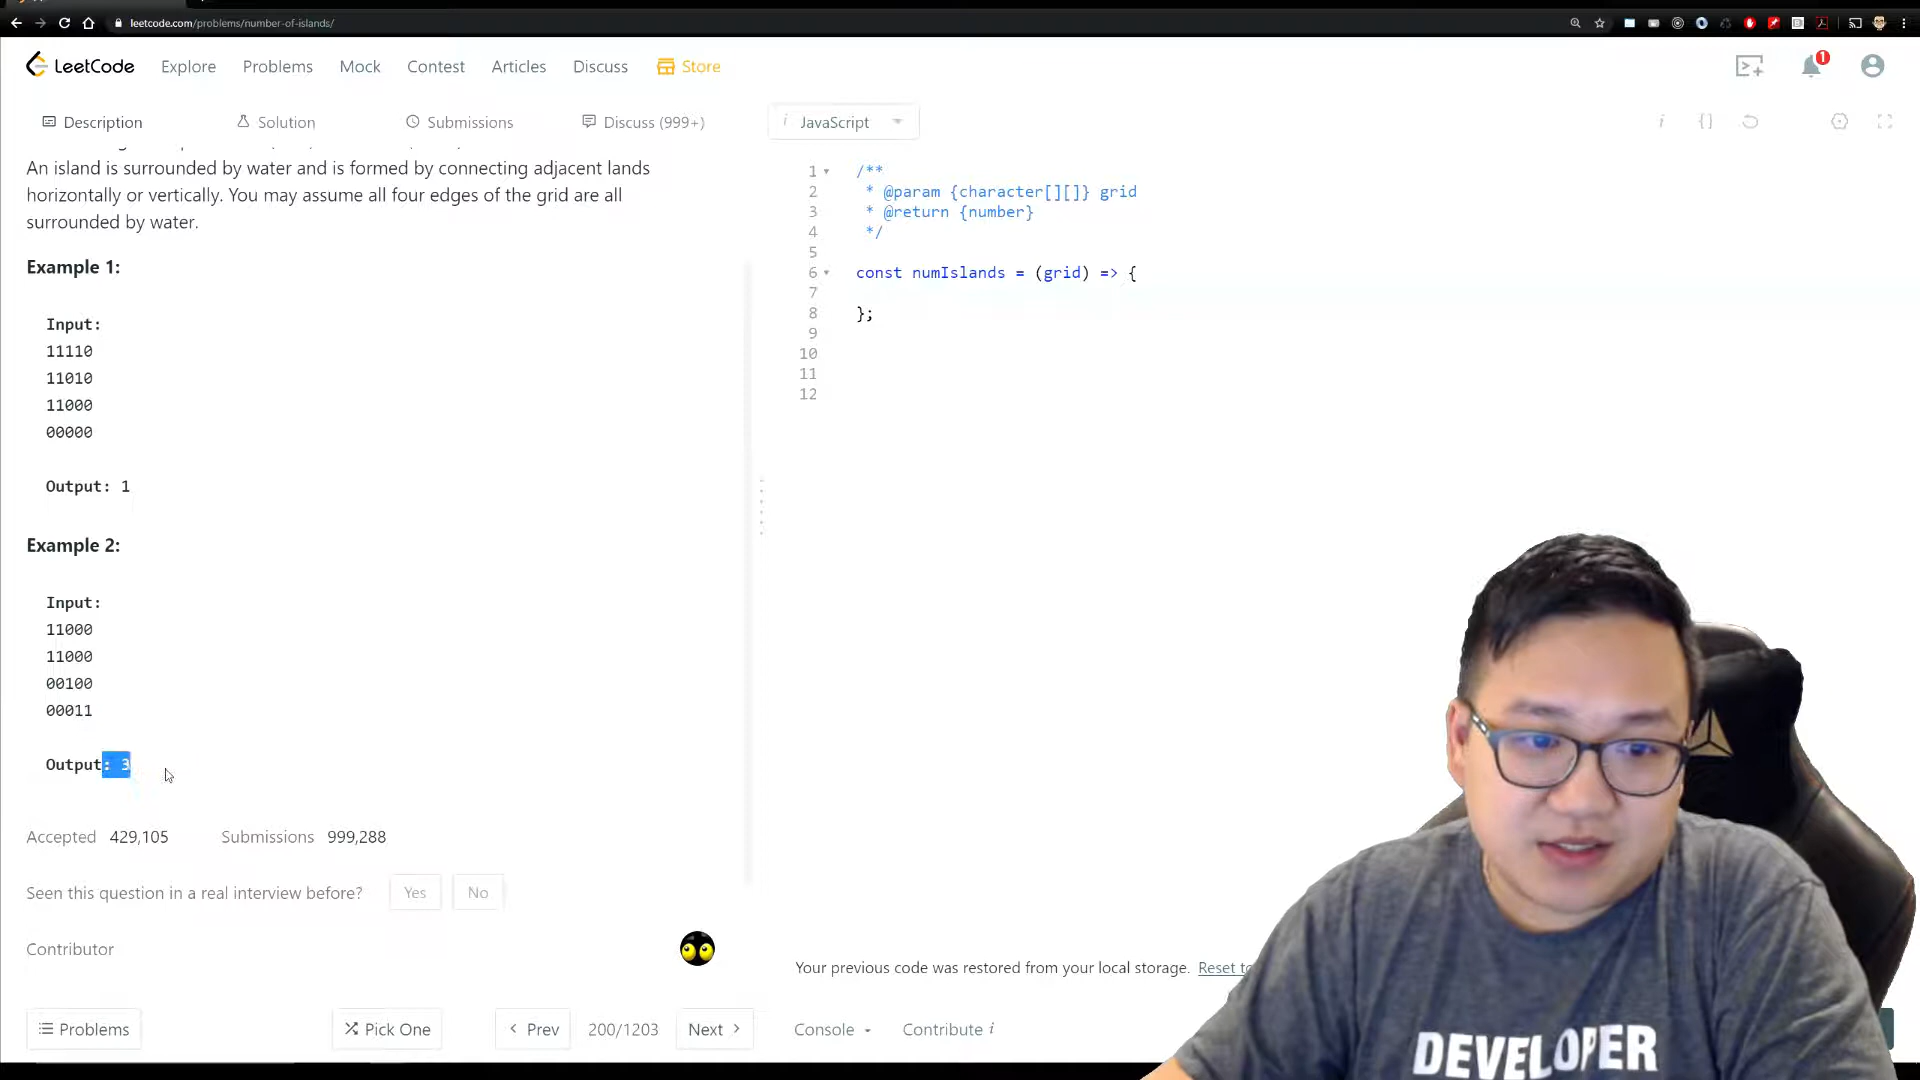 leetcode.com/problems/number-of-islands/
LeetCode
Explore
Problems
Mock
Contest
Articles
Discuss
Store
1
Description
Solution
Submissions
Discuss (999+)
i JavaScript
An island is surrounded by water and is formed by connecting adjacent lands
horizontally or vertically. You may assume all four edges of the grid are all
surrounded by water.
Example 1:
Input:
11110
11010
11000
00000
Output: 1
Example 2:
Input:
11000
11000
00100
00011
Output: 3
Accepted 429,105 Submissions 999,288
Seen this question in a real interview before? Yes No
Contributor
Problems
Pick One
Prev
200/1203
Next
i {}
1 /**
2 * @param {character[][]} grid
3 * @return {number}
4 */
5
6 const numIslands = (grid) => {
7
8 };
9
10
11
12
Your previous code was restored from your local storage. Reset
Console
Contribute i
DEVELOPER